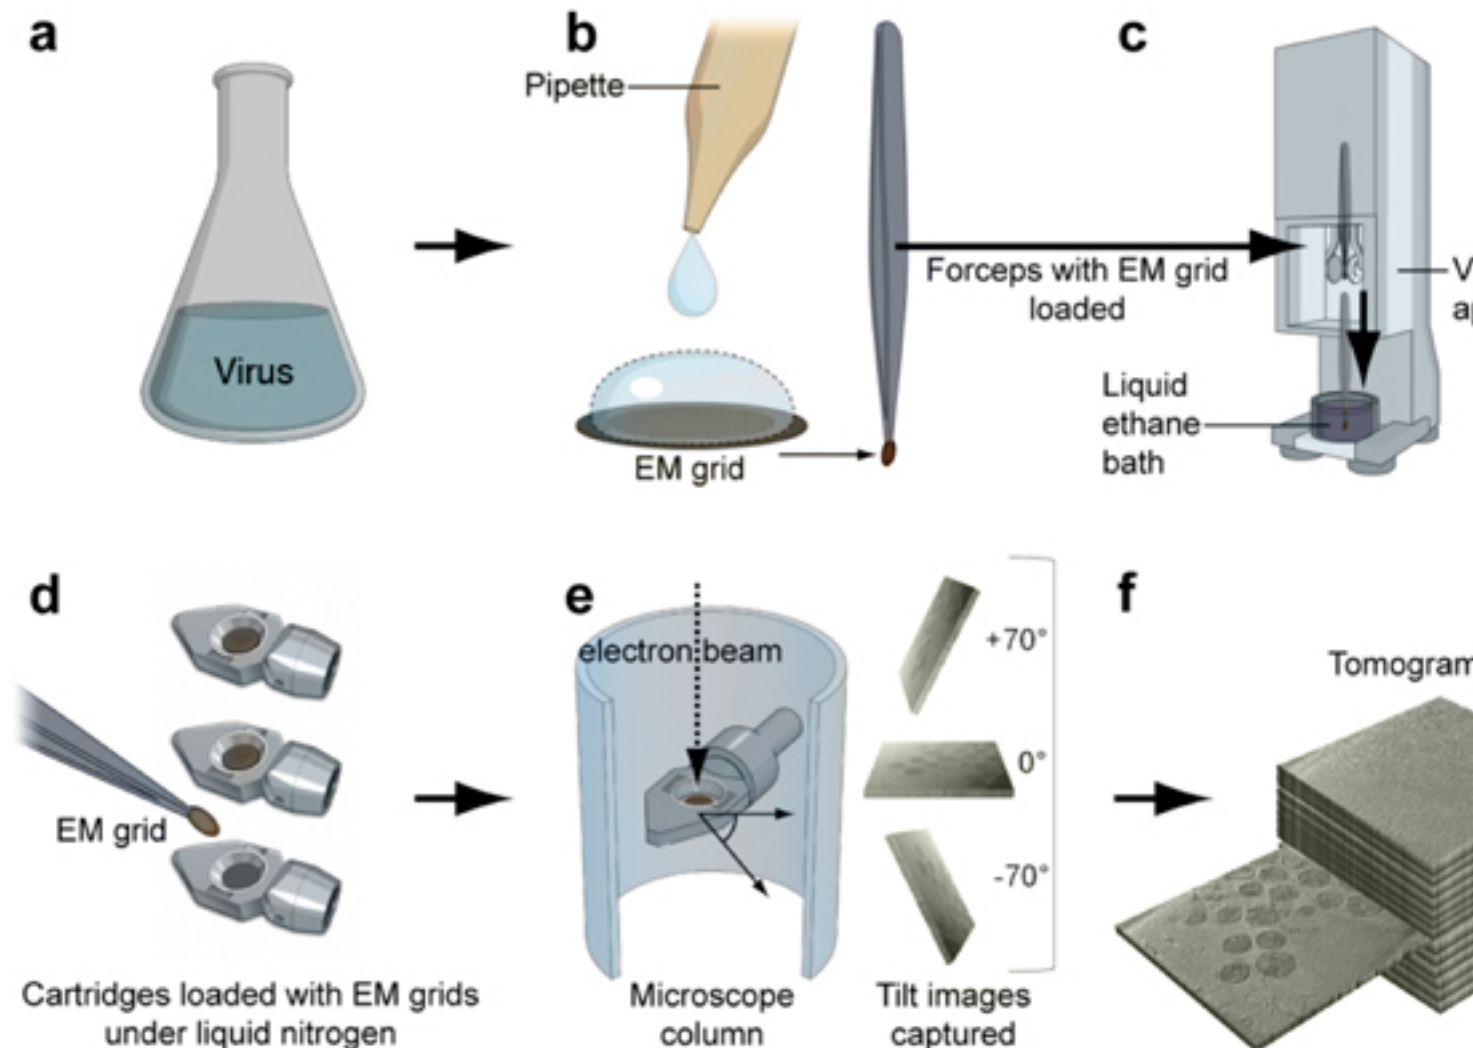 a
b
c
Pipette
Virus
Forceps with EM grid
loaded
Liquid
ethane
bath
EM grid
d
e
f
electron beam
+70°
0°
-70°
Tomogram
EM grid
Cartridges loaded with EM grids
under liquid nitrogen
Microscope
column
Tilt images
captured